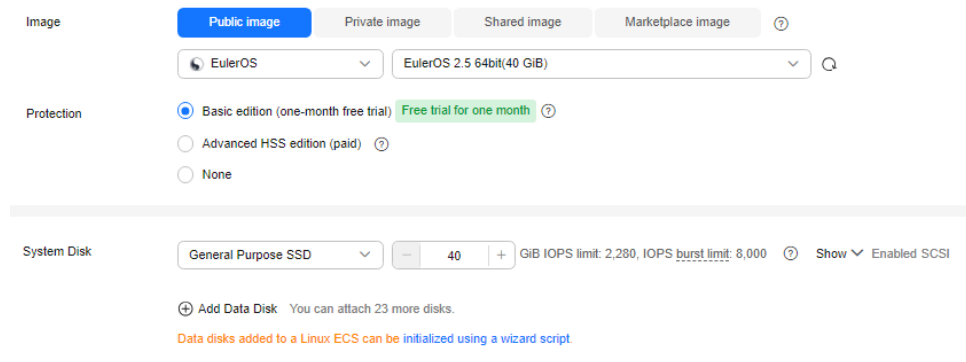 Image Public image Private image Shared image Marketplace image ?
EulerOS EulerOS 2.5 64bit(40 GiB)
Protection Basic edition (one-month free trial) Free trial for one month ?
Advanced HSS edition (paid) ?
None
System Disk General Purpose SSD − 40 + GiB IOPS limit: 2,280, IOPS burst limit: 8,000 ? Show Enabled SCSI
Add Data Disk You can attach 23 more disks.
Data disks added to a Linux ECS can be initialized using a wizard script